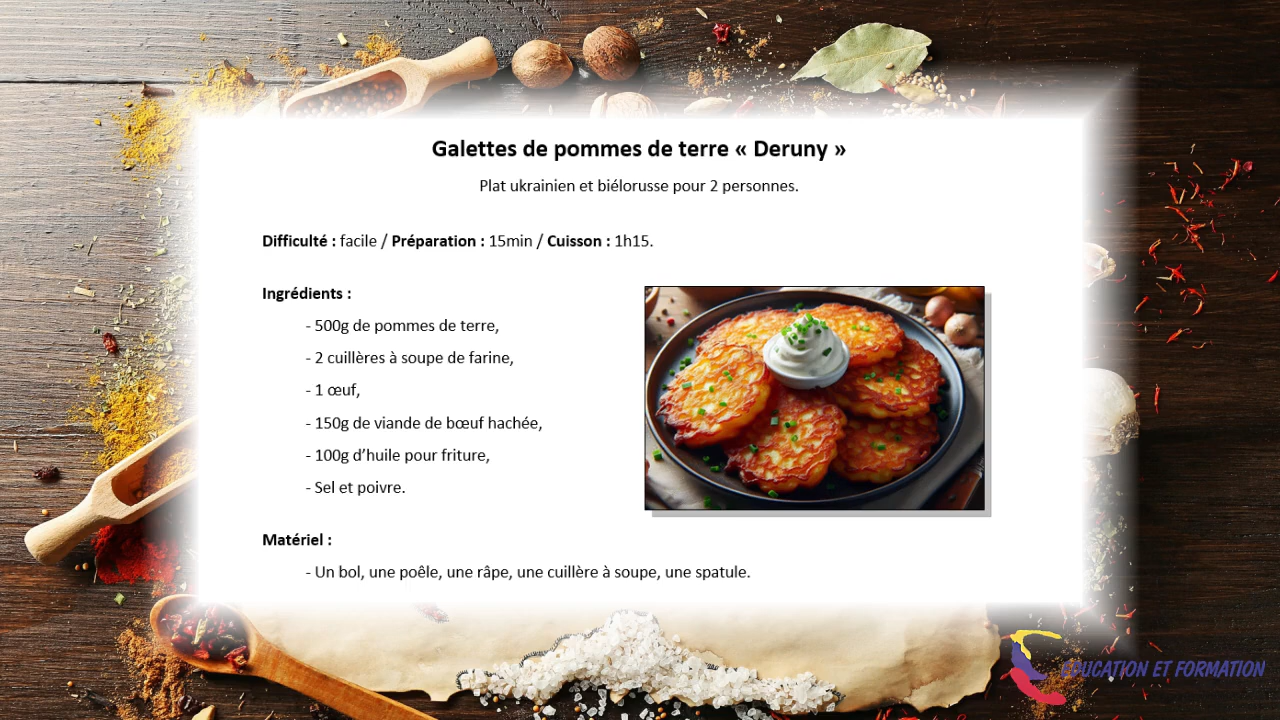 Galettes de pommes de terre « Deruny »
Plat ukrainien et biélorusse pour 2 personnes.
Difficulté : facile / Préparation : 15min / Cuisson : 1h15.
Ingrédients :
- 500g de pommes de terre,
- 2 cuillères à soupe de farine,
- 1 œuf,
- 150g de viande de bœuf hachée,
- 100g d’huile pour friture,
- Sel et poivre.
Matériel :
- Un bol, une poêle, une râpe, une cuillère à soupe, une spatule.
EDUCATION ET FORMATION